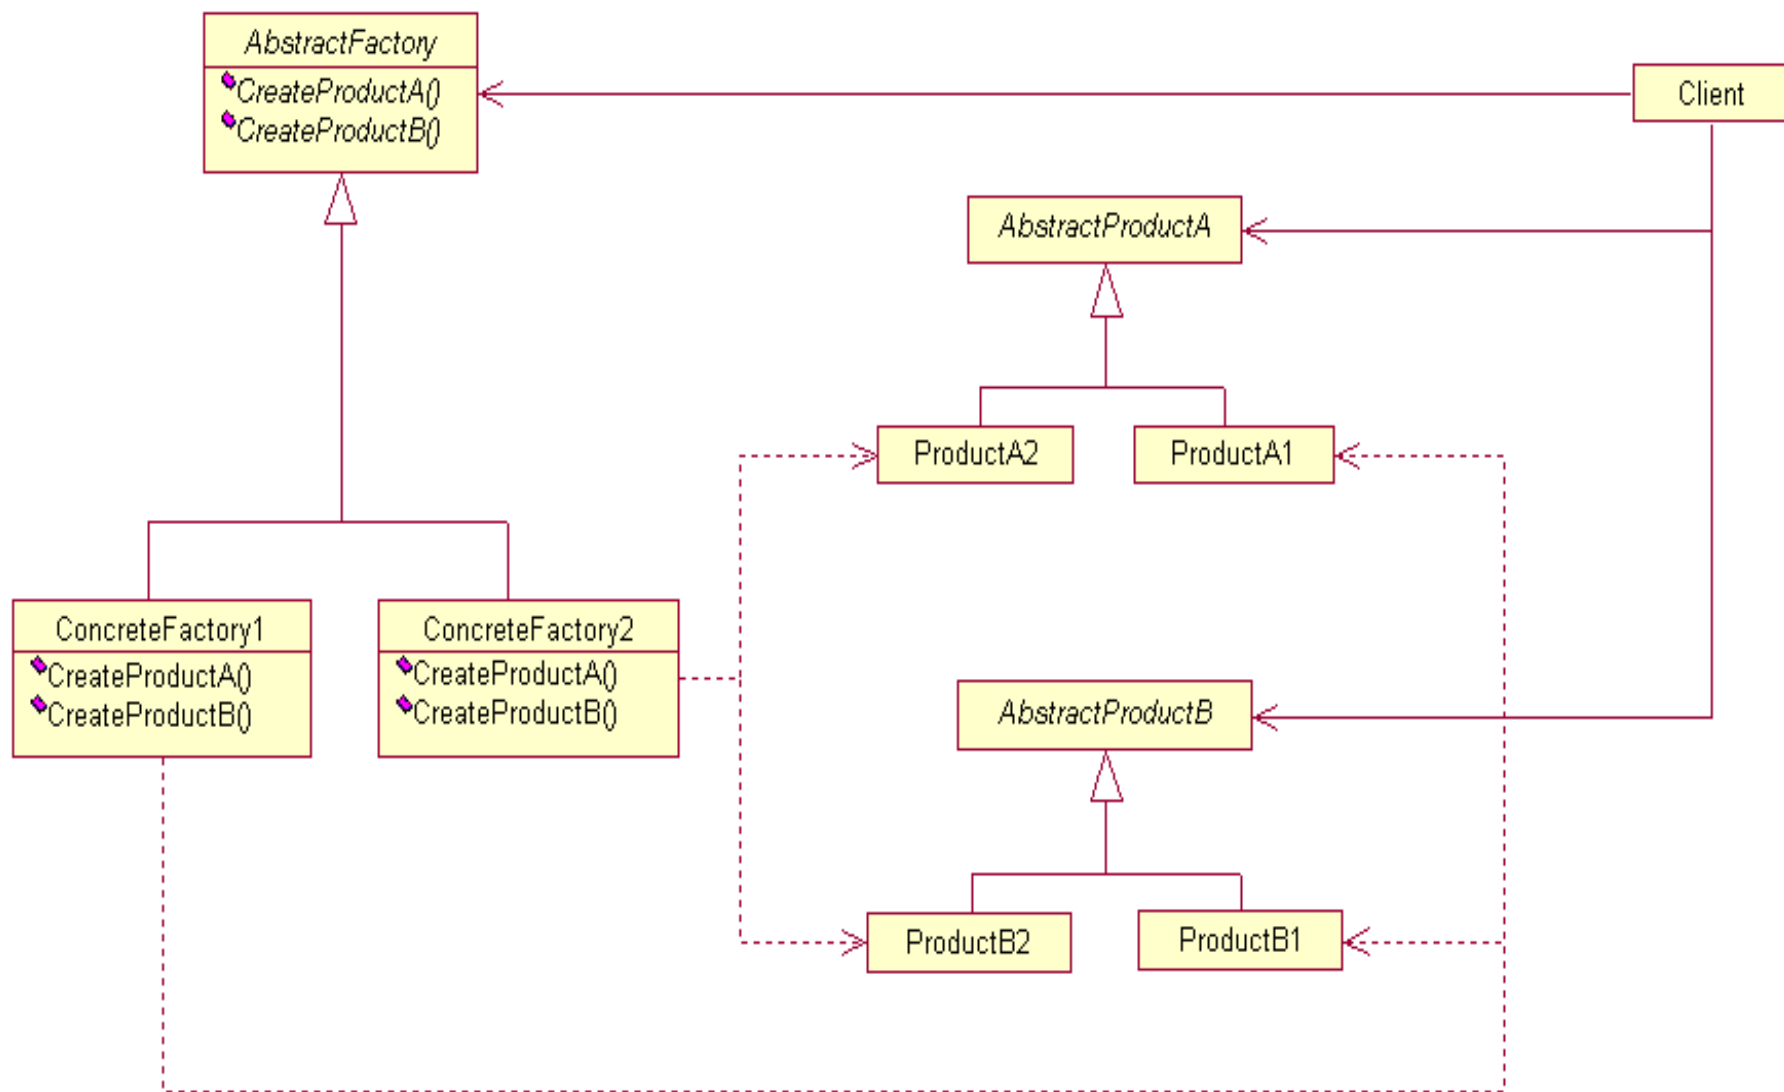 AbstractFactory
CreateProductA()
CreateProductB()
Client
AbstractProductA
ProductA2
ProductA1
ConcreteFactory1
CreateProductA()
CreateProductB()
ConcreteFactory2
CreateProductA()
CreateProductB()
AbstractProductB
ProductB2
ProductB1